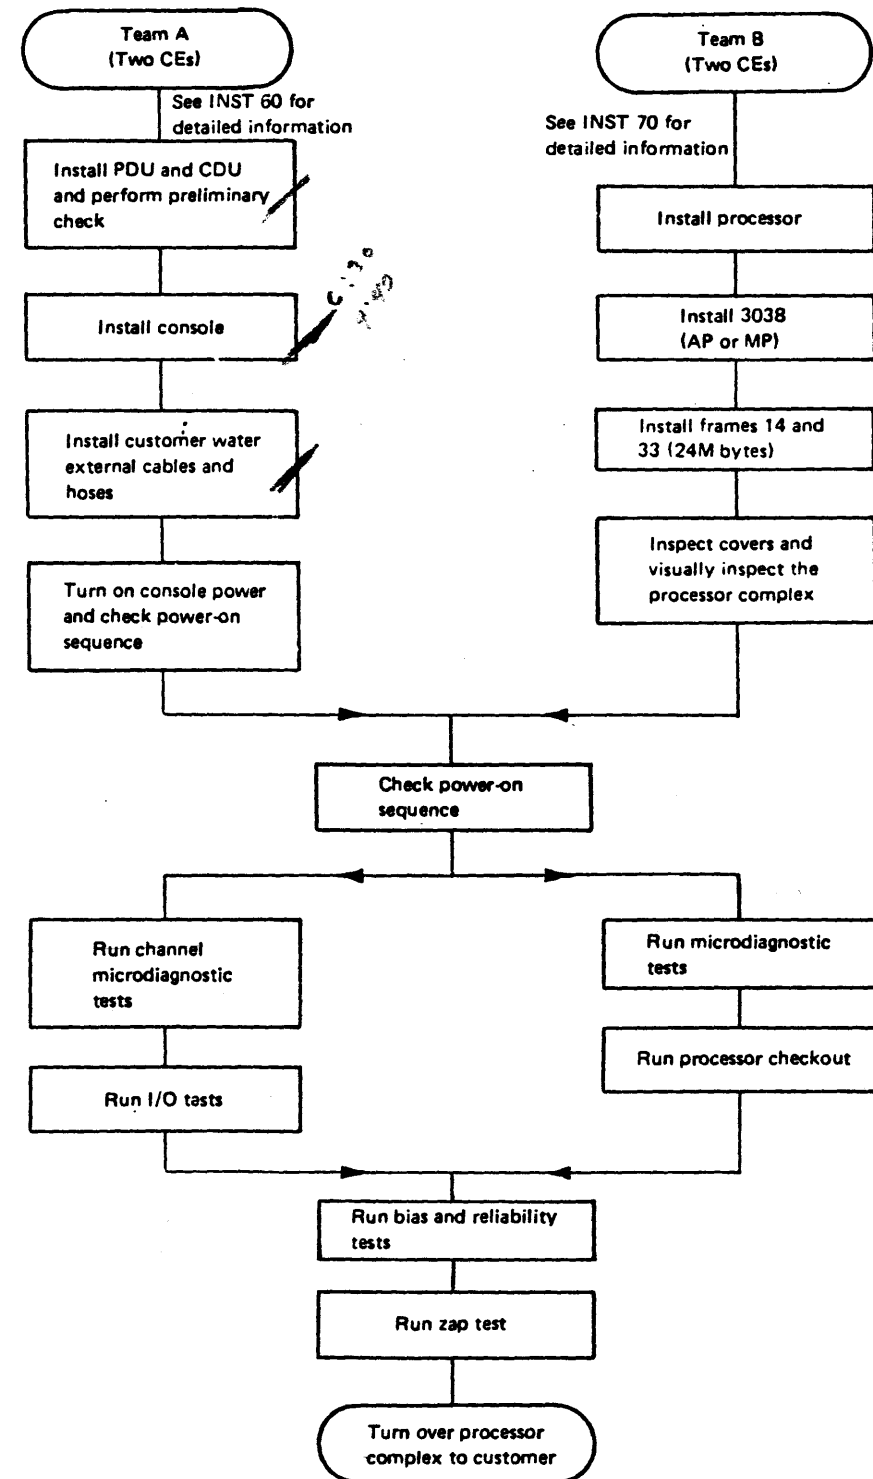 Team A
(Two CEs)
See INST 60 for
detailed information
Install PDU and CDU
and perform preliminary
check
Install console
Install customer water
external cables and
hoses
Turn on console power
and check power-on
sequence
Team B
(Two CEs)
See INST 70 for
detailed information
Install processor
Install 3038
(AP or MP)
Install frames 14 and
33 (24M bytes)
Inspect covers and
visually inspect the
processor complex
Check power-on
sequence
Run channel
microdiagnostic
tests
Run I/O tests
Run microdiagnostic
tests
Run processor checkout
Run bias and reliability
tests
Run zap test
Turn over processor
complex to customer